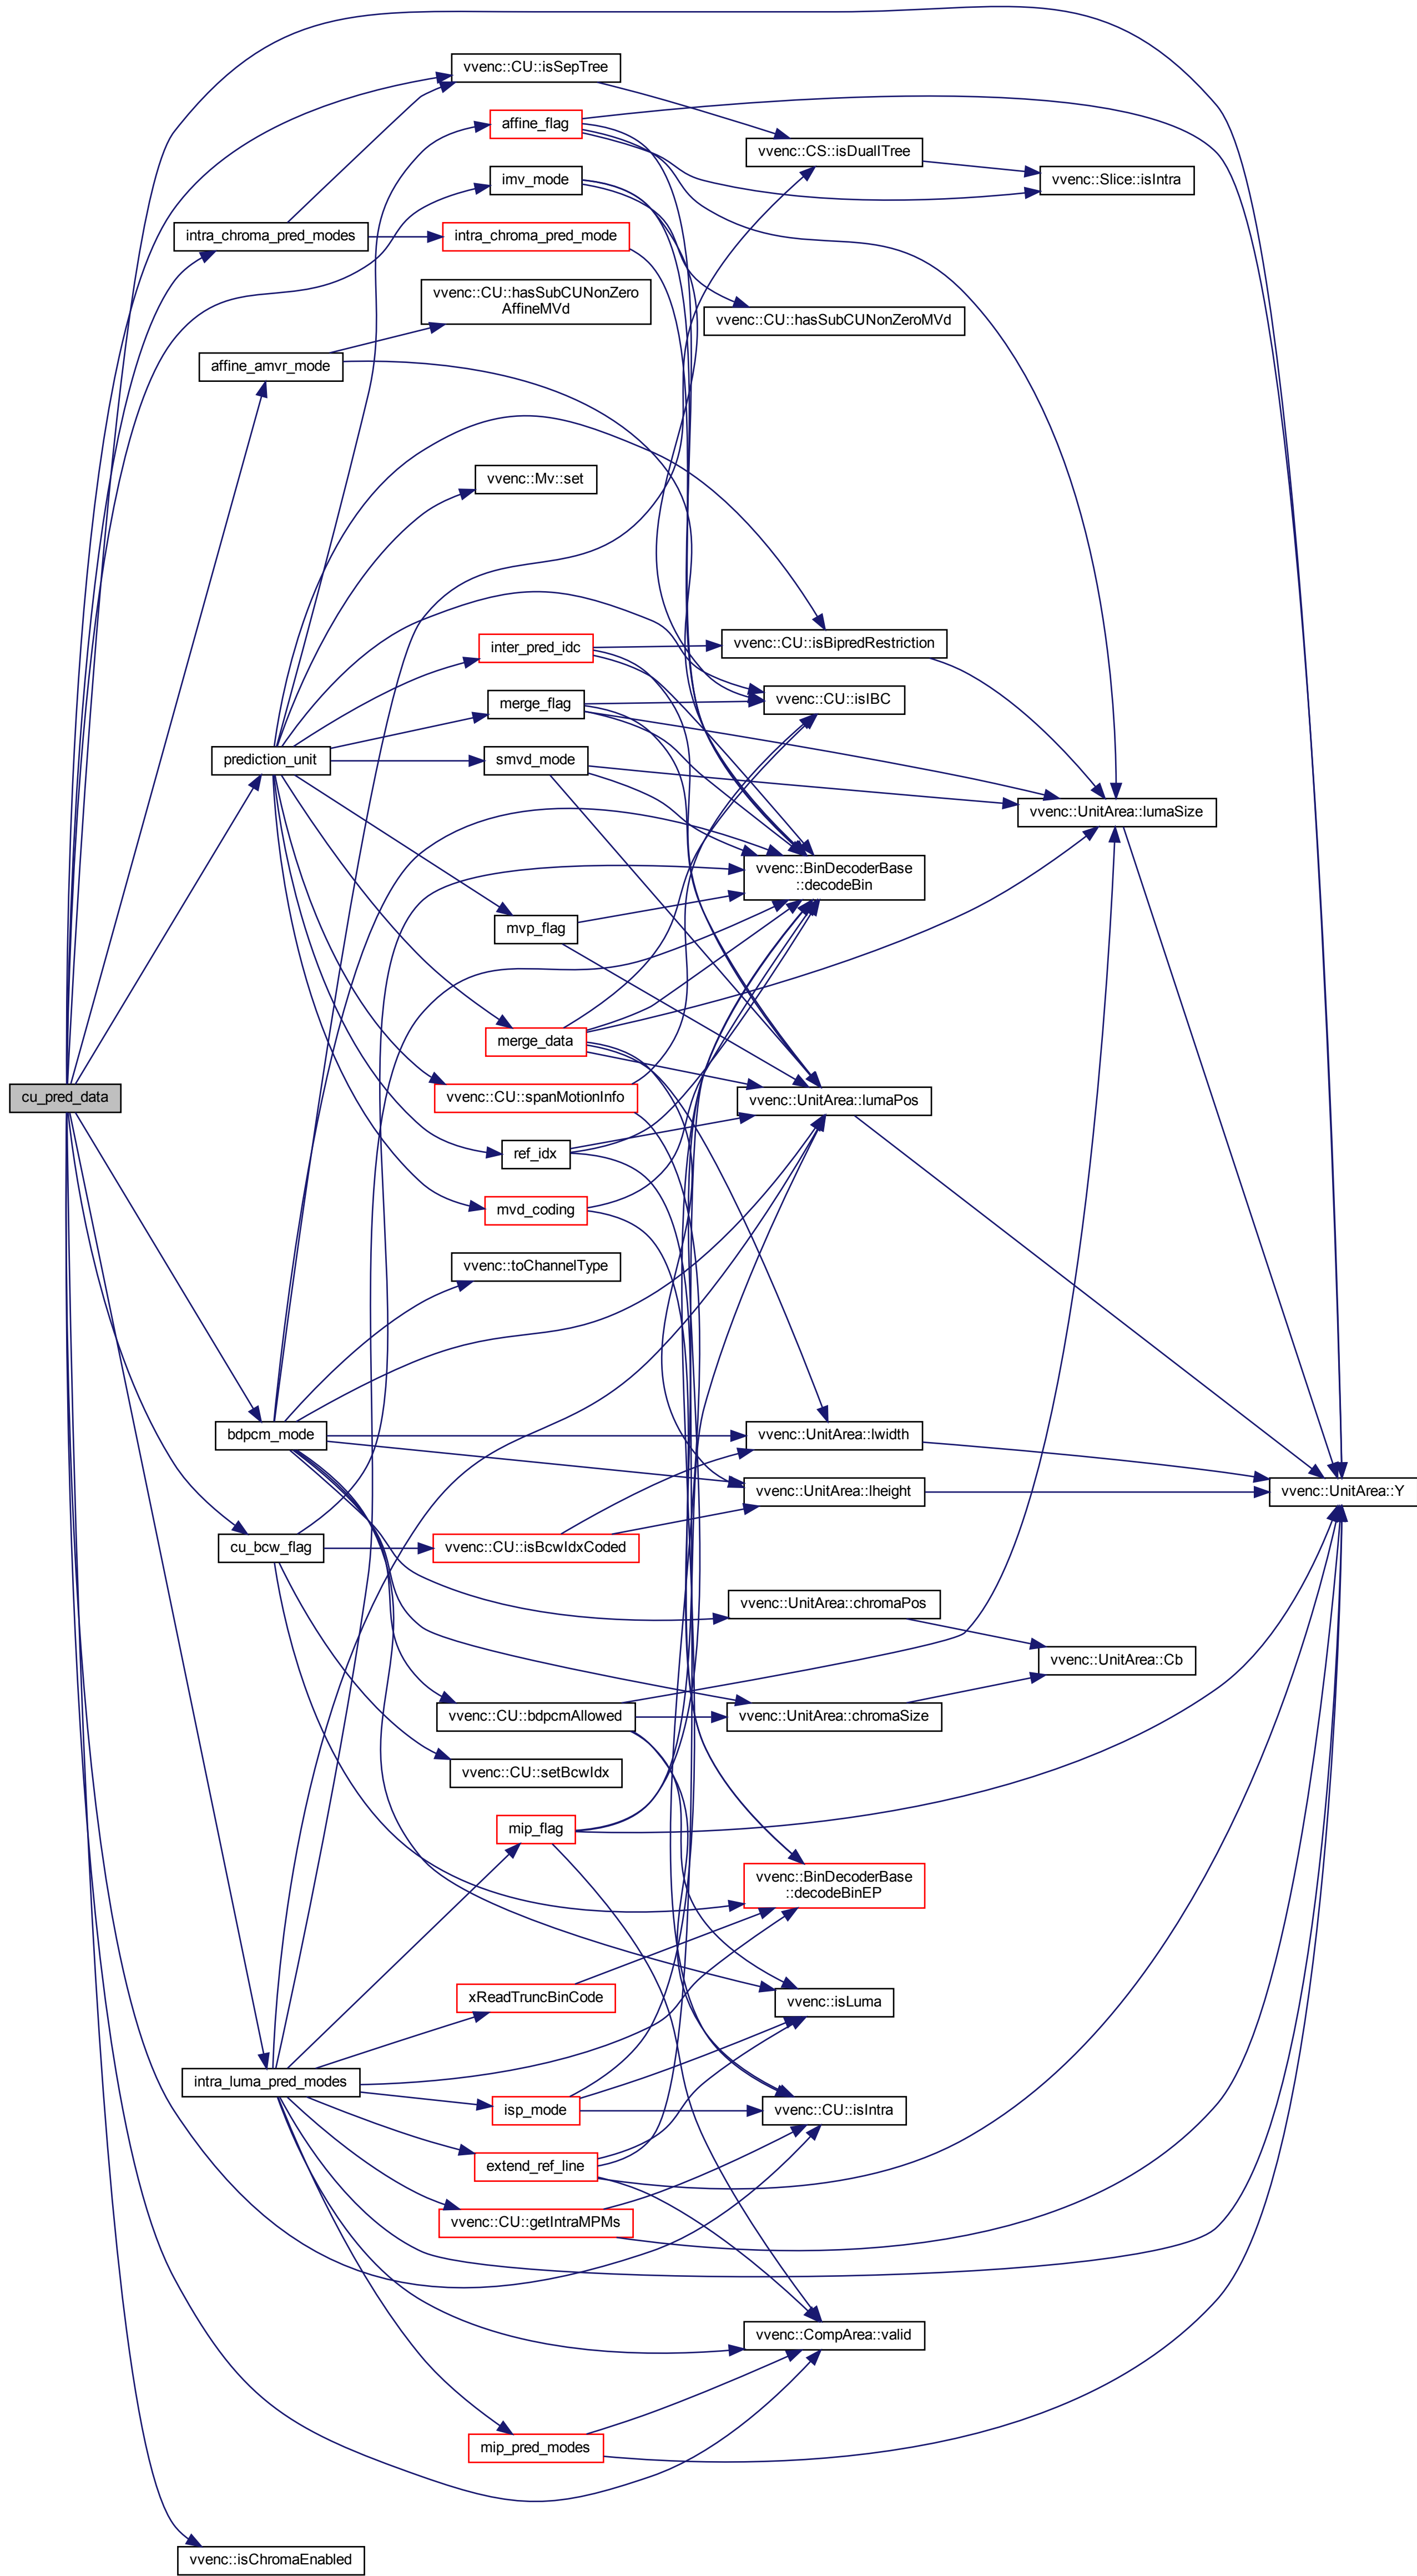 vvenc::CU::isSepTree
affine_flag
vvenc::CS::isDualITree
imv_mode
vvenc::Slice::isIntra
intra_chroma_pred_modes
intra_chroma_pred_mode
vvenc::CU::hasSubCUNonZero
AffineMVd
vvenc::CU::hasSubCUNonZeroMVd
affine_amvr_mode
vvenc::Mv::set
vvenc::CU::isBipredRestriction
inter_pred_idc
merge_flag
vvenc::CU::isIBC
prediction_unit
smvd_mode
vvenc::UnitArea::lumaSize
vvenc::BinDecoderBase
::decodeBin
mvp_flag
merge_data
cu_pred_data
vvenc::CU::spanMotionInfo
vvenc::UnitArea::lumaPos
ref_idx
mvd_coding
vvenc::toChannelType
bdpcm_mode
vvenc::UnitArea::lwidth
vvenc::UnitArea::lheight
vvenc::UnitArea::Y
cu_bcw_flag
vvenc::CU::isBcwIdxCoded
vvenc::UnitArea::chromaPos
vvenc::UnitArea::Cb
vvenc::CU::bdpcmAllowed
vvenc::UnitArea::chromaSize
vvenc::CU::setBcwIdx
mip_flag
vvenc::BinDecoderBase
::decodeBinEP
xReadTruncBinCode
vvenc::isLuma
intra_luma_pred_modes
isp_mode
vvenc::CU::isIntra
extend_ref_line
vvenc::CU::getIntraMPMs
vvenc::CompArea::valid
mip_pred_modes
vvenc::isChromaEnabled